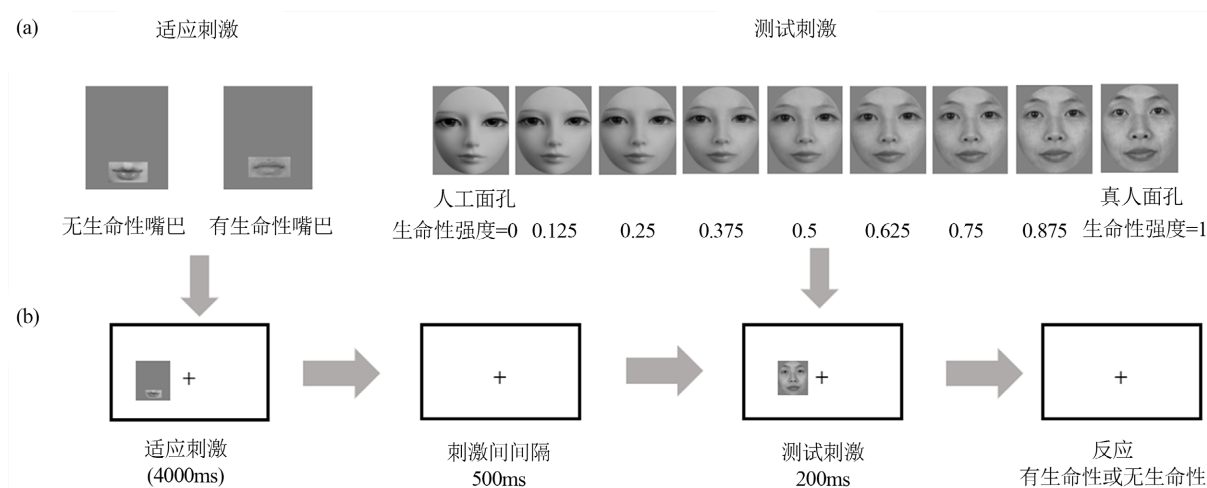 (a)
适应刺激
测试刺激
无生命性嘴巴 有生命性嘴巴
人工面孔
真人面孔
生命性强度=0 0.125 0.25 0.375 0.5 0.625 0.75 0.875 生命性强度=1
(b)
+ + + +
适应刺激
(4000ms)
刺激间间隔
500ms
测试刺激
200ms
反应
有生命性或无生命性